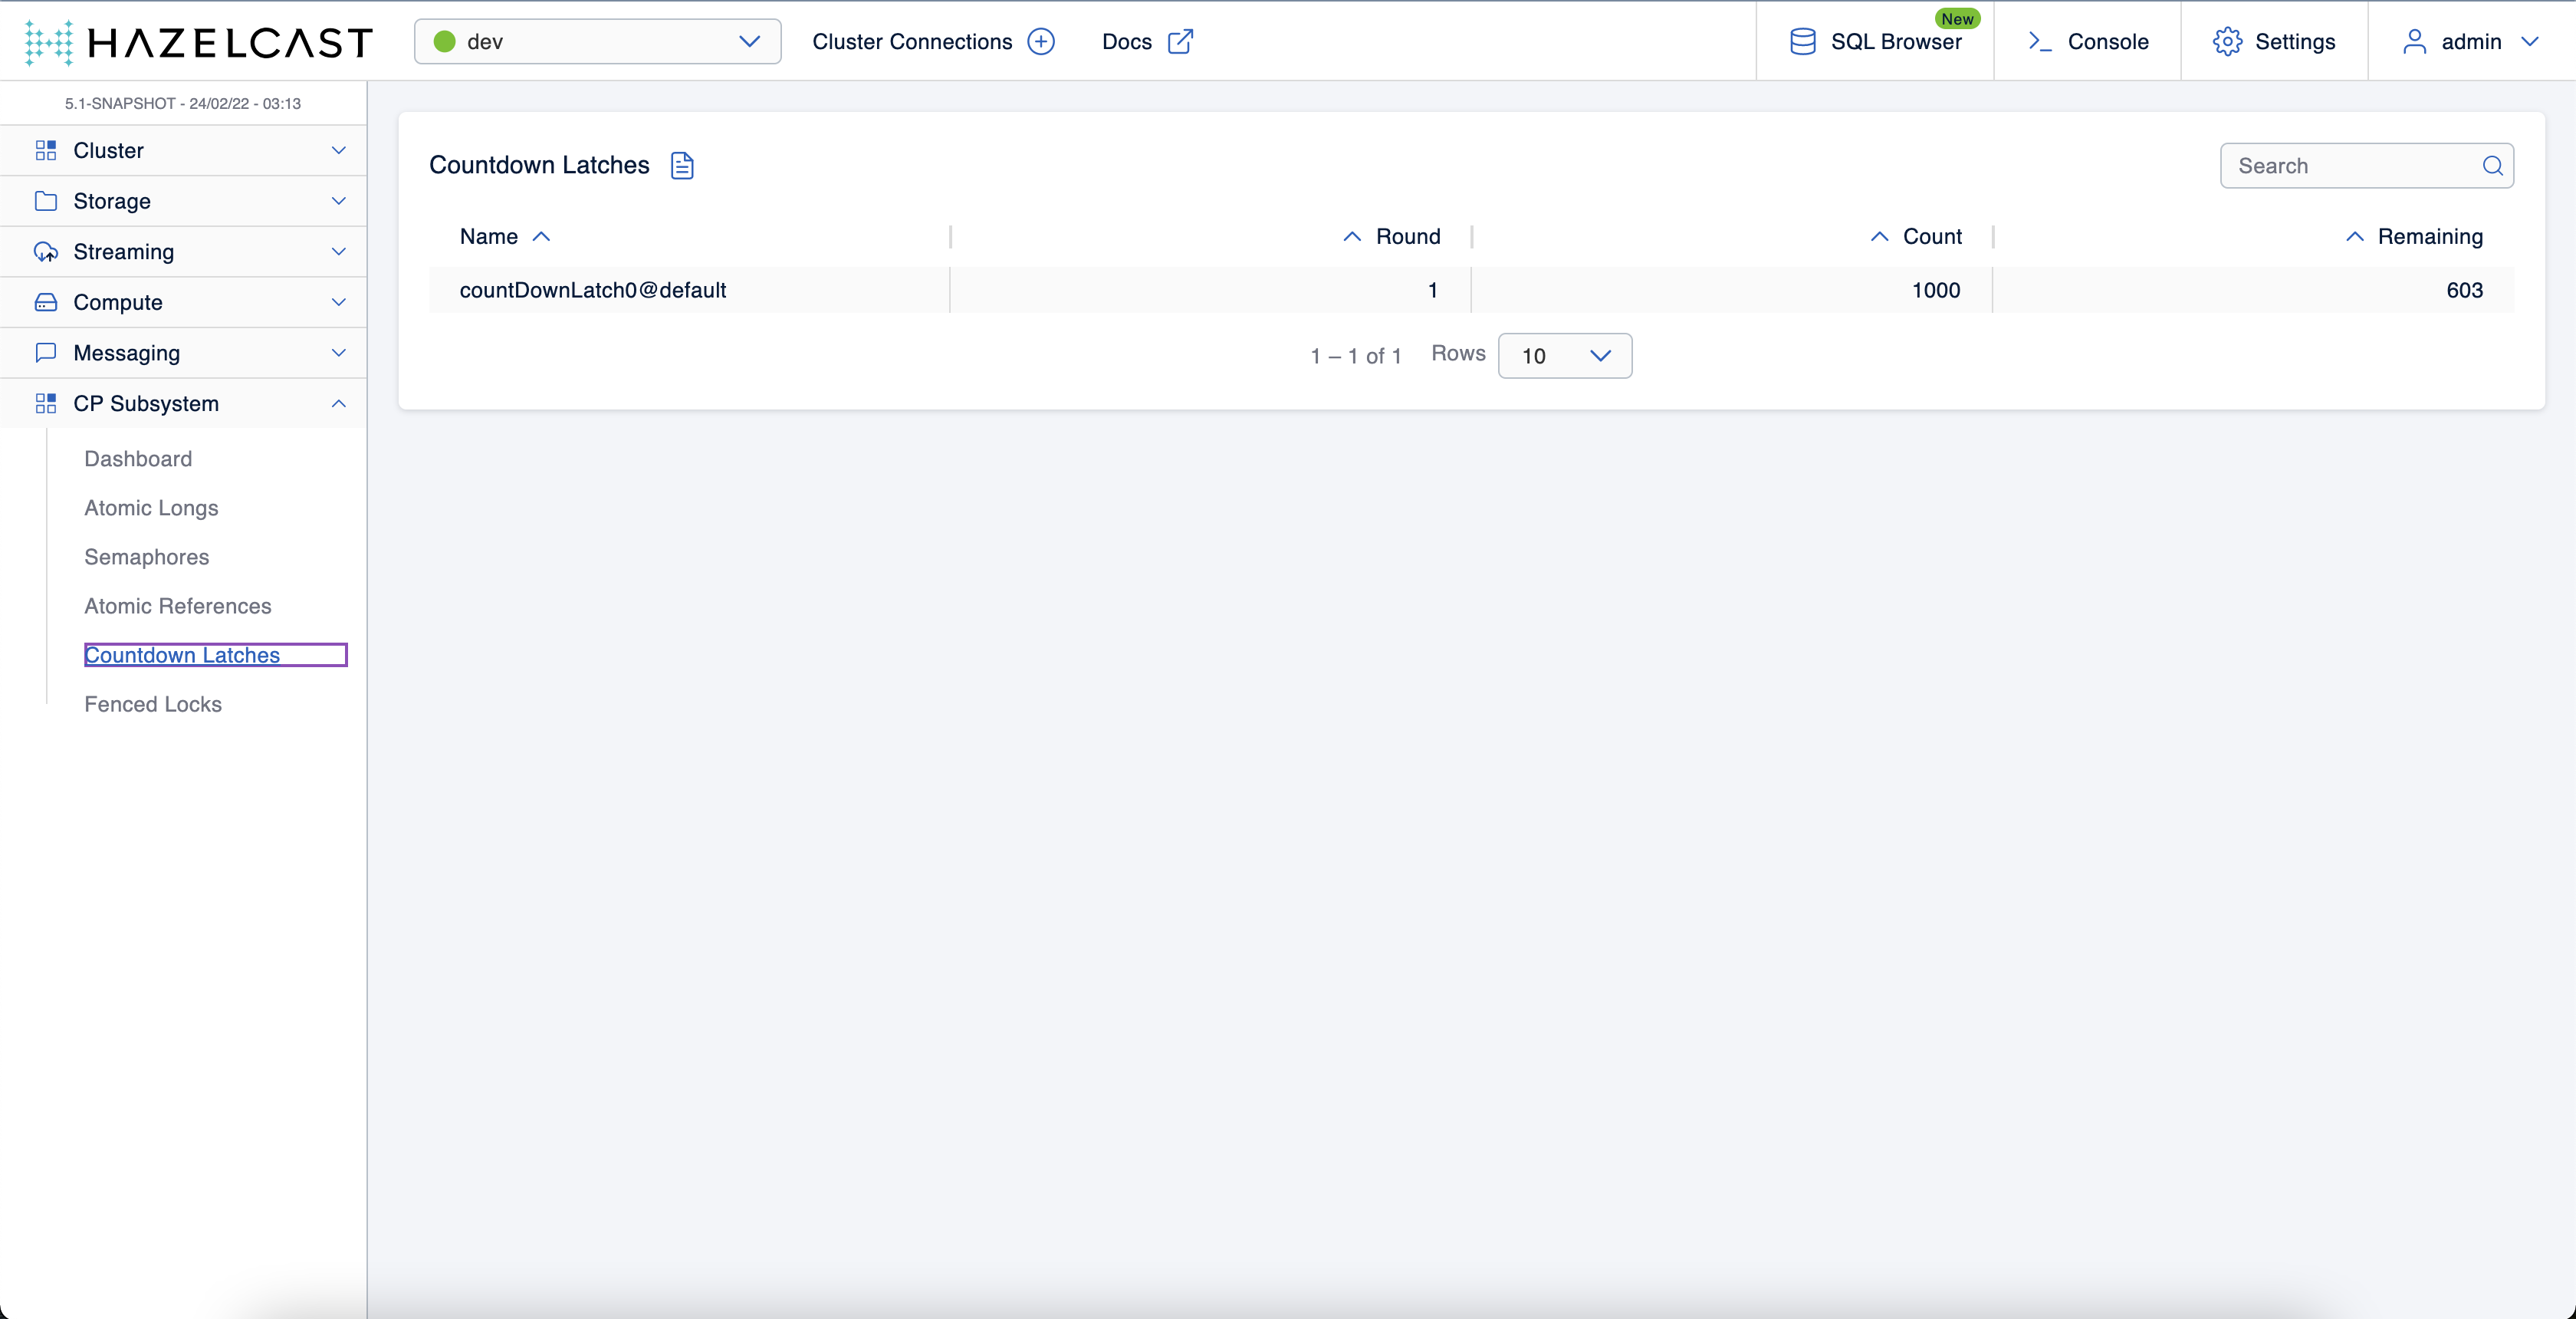 HAZELCAST dev Cluster Connections Docs SQL Browser New Console Settings admin
5.1-SNAPSHOT - 24/02/22 - 03:13
Cluster
Storage
Streaming
Compute
Messaging
CP Subsystem
Dashboard
Atomic Longs
Semaphores
Atomic References
Countdown Latches
Fenced Locks
Countdown Latches
Search
Name Round Count Remaining
countDownLatch0@default 1 1000 603
1 – 1 of 1 Rows 10